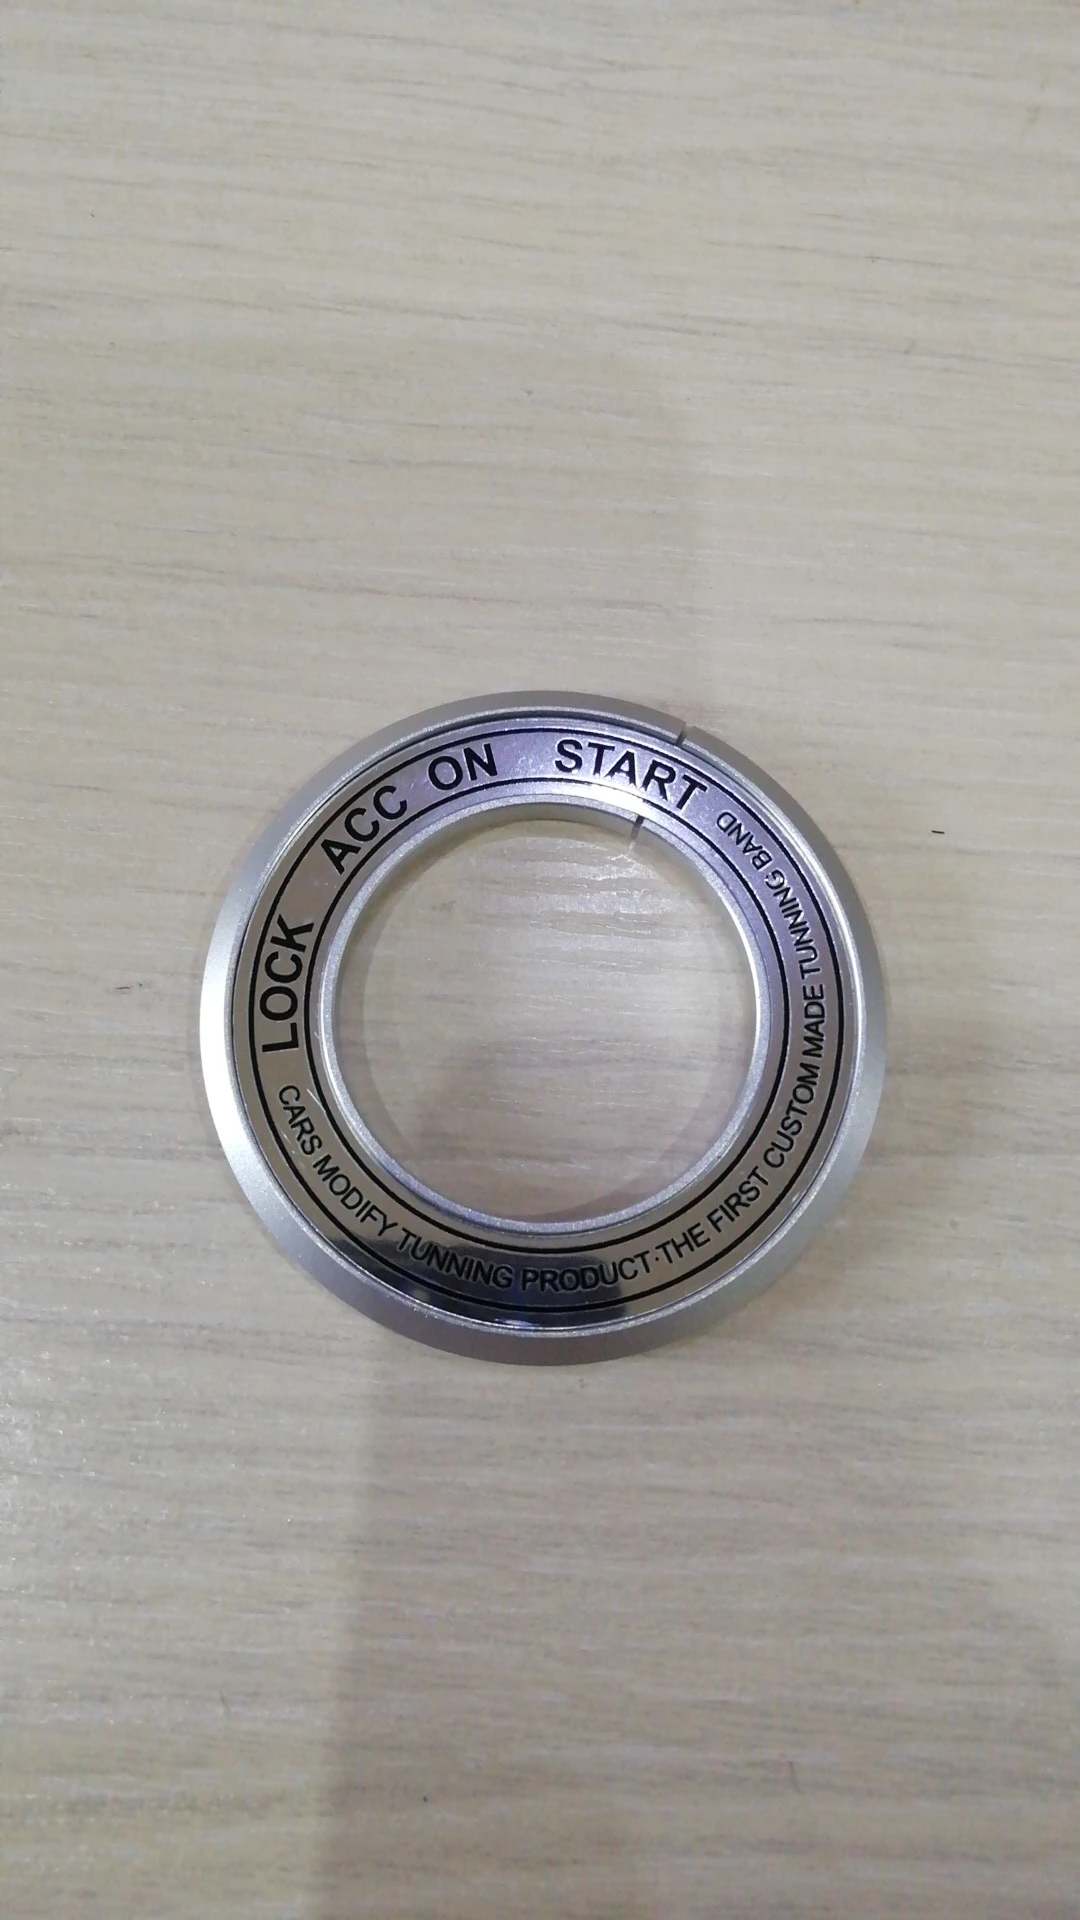 LOCK ACC ON START
CARS MODIFY TUNNING PRODUCT·THE FIRST CUSTOM MADE TUNNING BAND